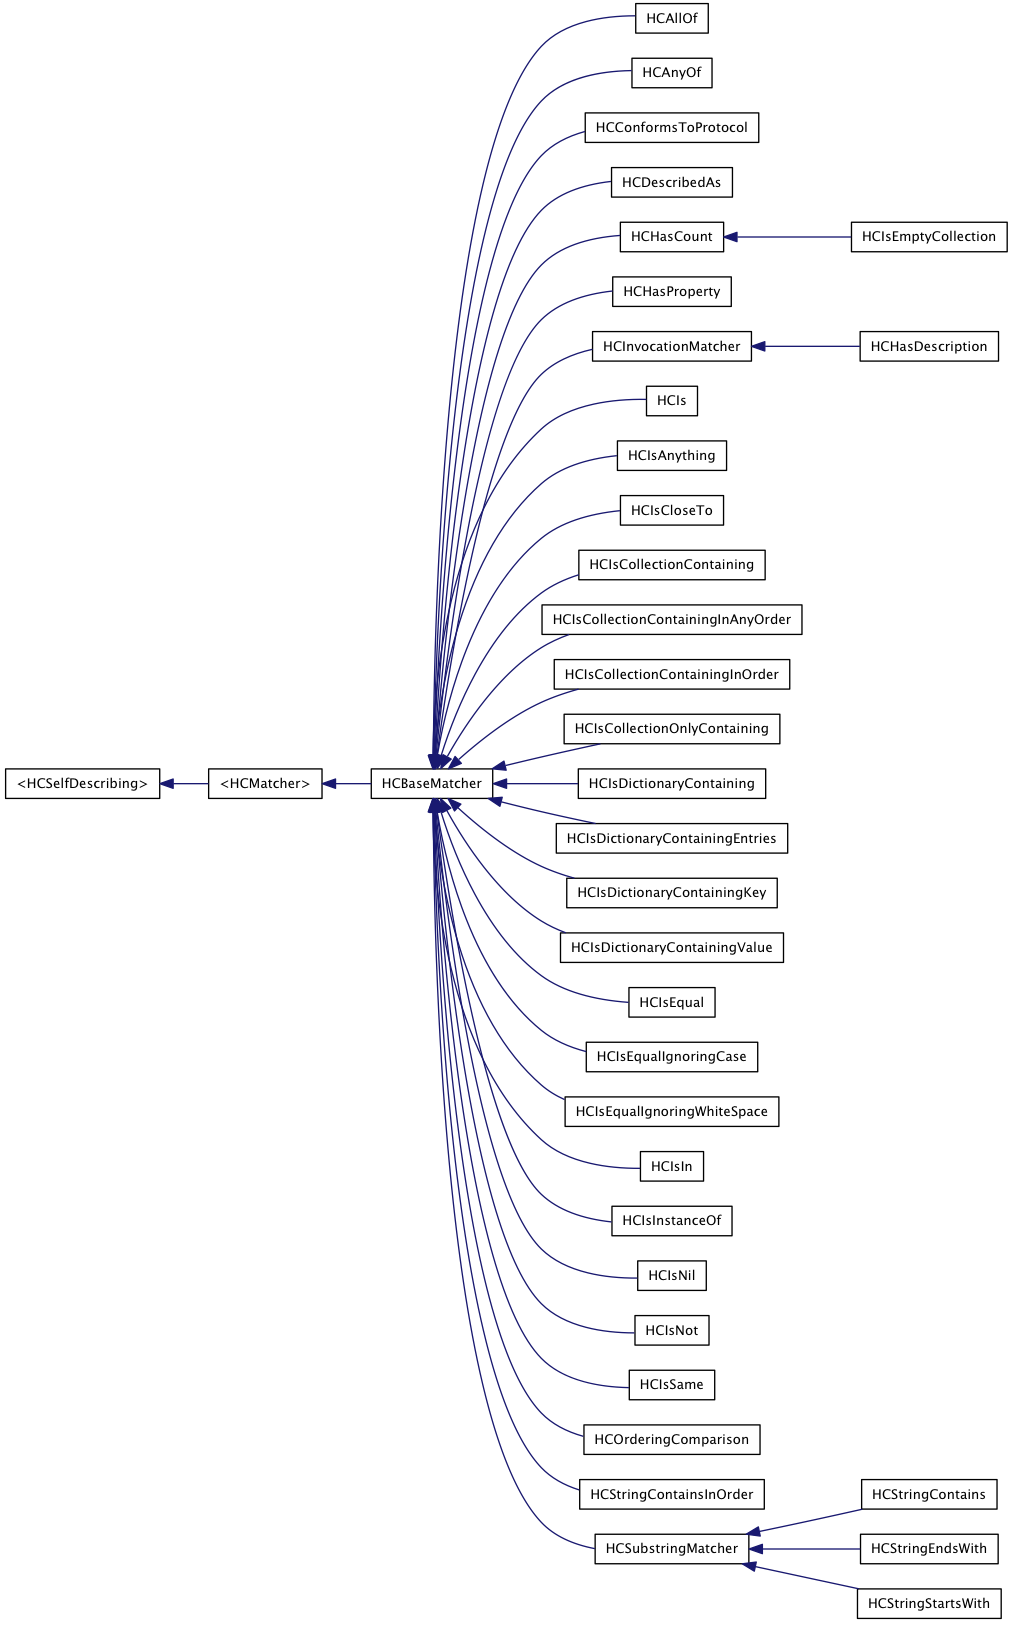 HCAllOf
HCAnyOf
HCConformsToProtocol
HCDescribedAs
HCHasCount
HCIsEmptyCollection
HCHasProperty
HCInvocationMatcher
HCHasDescription
HCIs
HCIsAnything
HCIsCloseTo
HCIsCollectionContaining
HCIsCollectionContainingInAnyOrder
HCIsCollectionContainingInOrder
HCIsCollectionOnlyContaining
<HCSelfDescribing>
<HCMatcher>
HCBaseMatcher
HCIsDictionaryContaining
HCIsDictionaryContainingEntries
HCIsDictionaryContainingKey
HCIsDictionaryContainingValue
HCIsEqual
HCIsEqualIgnoringCase
HCIsEqualIgnoringWhiteSpace
HCIsIn
HCIsInstanceOf
HCIsNil
HCIsNot
HCIsSame
HCOrderingComparison
HCStringContainsInOrder
HCStringContains
HCSubstringMatcher
HCStringEndsWith
HCStringStartsWith